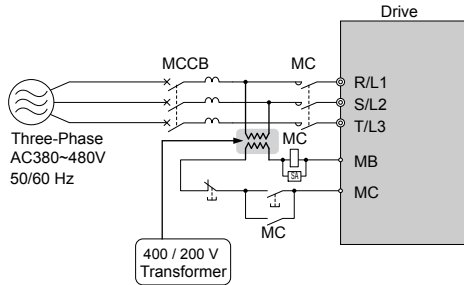 Drive
MCCB
MC
R/L1
S/L2
T/L3
Three-Phase
AC380~480V
50/60 Hz
MC
MB
SA
MC
MC
400 / 200 V
Transformer